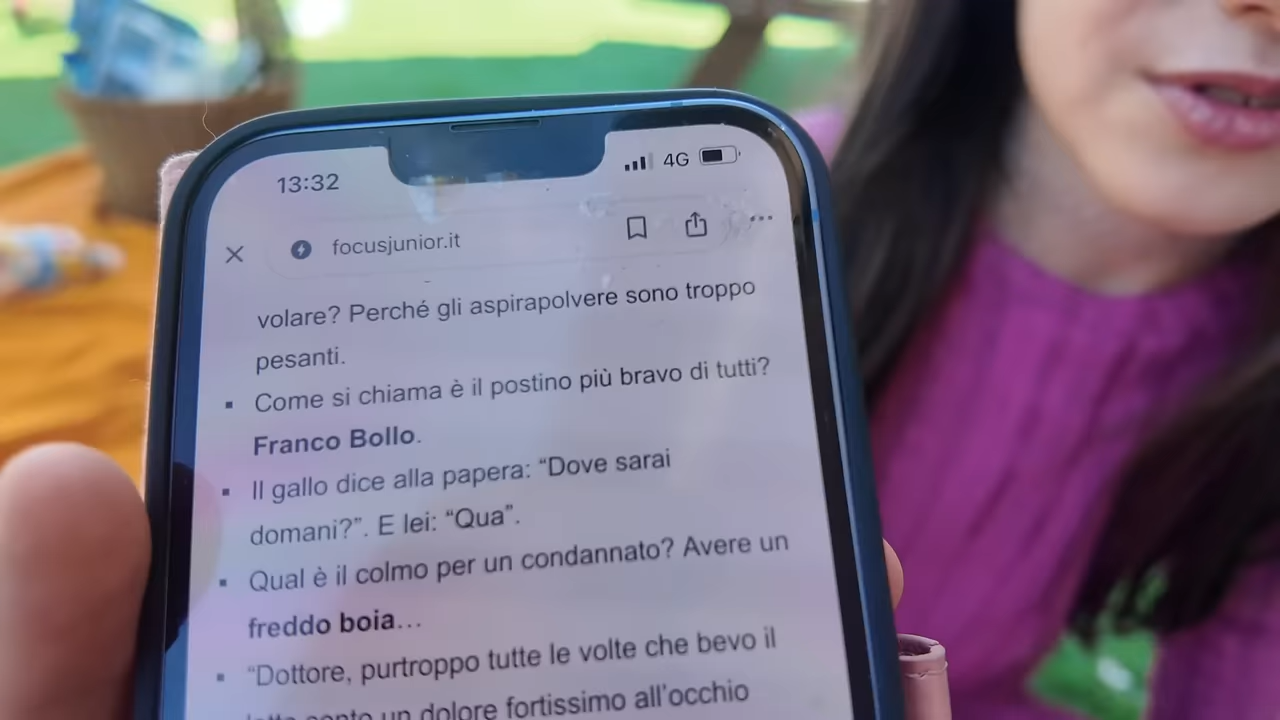 13:32
4G
focusjunior.it
volare? Perché gli aspirapolvere sono troppo
pesanti.
Come si chiama è il postino più bravo di tutti?
Franco Bollo.
Il gallo dice alla papera: “Dove sarai
domani?”. E lei: “Qua”.
Qual è il colmo per un condannato? Avere un
freddo boia…
“Dottore, purtroppo tutte le volte che bevo il
un dolore fortissimo all’occhio